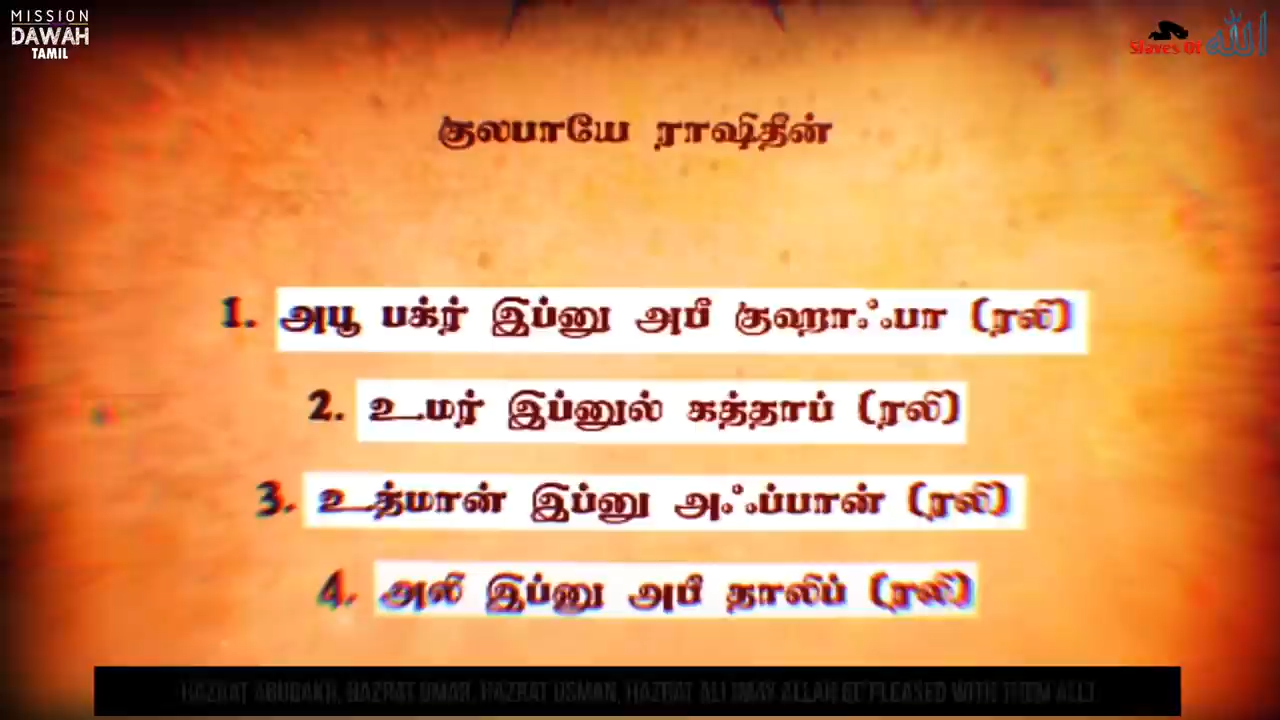 MISSION
DAWAH
TAMIL
Slaves Of الله
குலபாயே ராஷிதீன்
1. அபூ பக்ர் இப்னு அபீ குஹாஃபா (ரலி)
2. உமர் இப்னுல் கத்தாப் (ரலி)
3. உத்மான் இப்னு அஃப்பான் (ரலி)
4. அலீ இப்னு அபீ தாலிப் (ரலி)
HAZRAT ABUBAKR, HAZRAT UMAR, HAZRAT USMAN, HAZRAT ALI (MAY ALLAH BE PLEASED WITH THEM ALL)